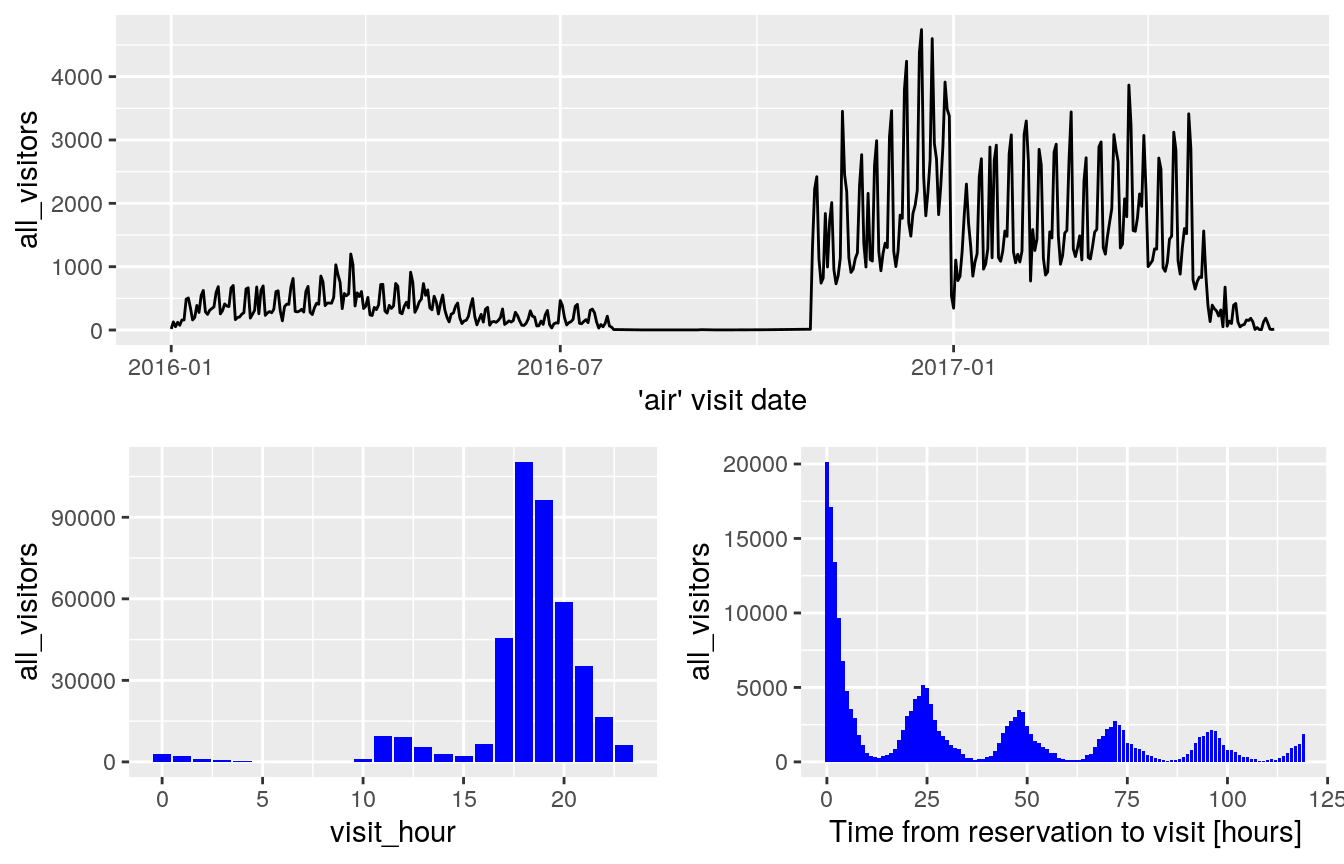 all_visitors
4000
3000
2000
1000
0
2016-01 2016-07 2017-01
'air' visit date
all_visitors
90000
60000
30000
0
0 5 10 15 20
visit_hour
all_visitors
20000
15000
10000
5000
0
0 25 50 75 100 125
Time from reservation to visit [hours]